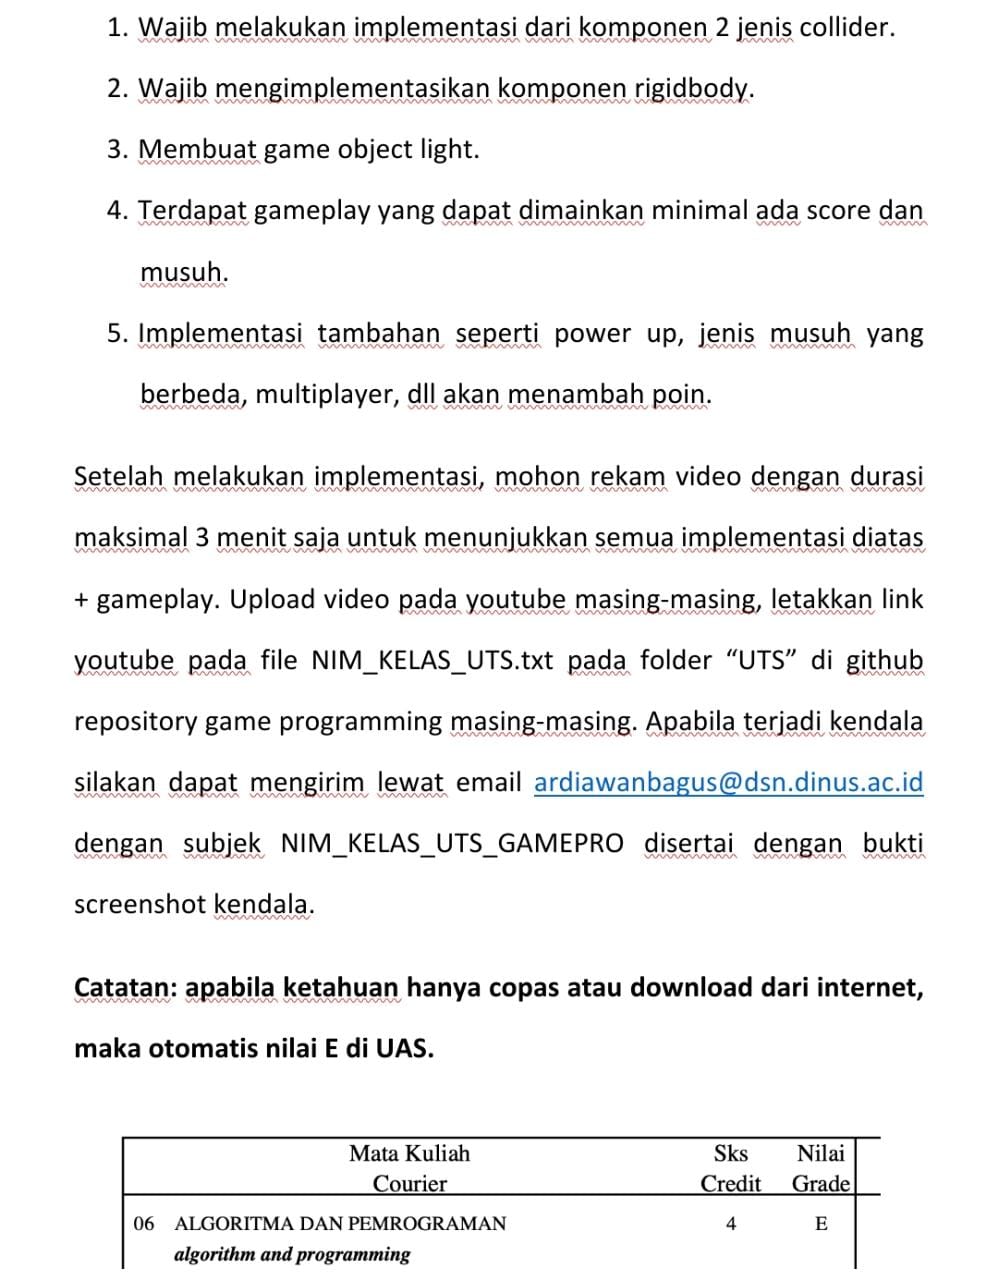 1. Wajib melakukan implementasi dari komponen 2 jenis collider.
2. Wajib mengimplementasikan komponen rigidbody.
3. Membuat game object light.
4. Terdapat gameplay yang dapat dimainkan minimal ada score dan
musuh.
5. Implementasi tambahan seperti power up, jenis musuh yang
berbeda, multiplayer, dll akan menambah poin.
Setelah melakukan implementasi, mohon rekam video dengan durasi
maksimal 3 menit saja untuk menunjukkan semua implementasi diatas
+ gameplay. Upload video pada youtube masing-masing, letakkan link
youtube pada file NIM_KELAS_UTS.txt pada folder “UTS” di github
repository game programming masing-masing. Apabila terjadi kendala
silakan dapat mengirim lewat email ardiawanbagus@dsn.dinus.ac.id
dengan subjek NIM_KELAS_UTS_GAMEPRO disertai dengan bukti
screenshot kendala.
Catatan: apabila ketahuan hanya copas atau download dari internet,
maka otomatis nilai E di UAS.
Mata Kuliah Sks Nilai
Courier Credit Grade
06 ALGORITMA DAN PEMROGRAMAN 4 E
algorithm and programming